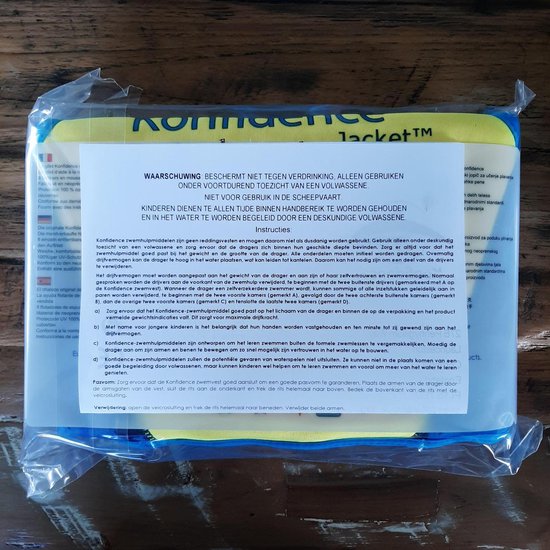 Konfidence
Jacket™
WAARSCHUWING BESCHERMT NIET TEGEN VERDRINKING, ALLEEN GEBRUIKEN
ONDER VOORTDUREND TOEZICHT VAN EEN VOLWASSENE.
NIET VOOR GEBRUIK IN DE SCHEEPVAART
KINDEREN DIENEN TE ALLEN TIJDE BINNEN HANDBEREIK TE WORDEN GEHOUDEN
EN IN HET WATER TE WORDEN BEGELEID DOOR EEN DESKUNDIGE VOLWASSENE.
Instructies
Konfidence zwemhulpmiddelen zijn geen reddingsvesten en mogen daarom niet als dusdanig worden gebruikt. Gebruik alleen onder deskundig
toezicht van een volwassene en zorg ervoor dat de dragers zich binnen hun geschikte diepte bevinden. Zorg er altijd voor dat het
zwemhulpmiddel goed past bij het gewicht en de grootte van de drager. Alle onderdelen moeten initieel worden gedragen. Overmatig
drijfvermogen kan de drager te hoog in het water plaatsen, wat kan leiden tot kantelen. Daarom kan het nodig zijn om een deel van de drijvers
te verwijderen.
Het drijfvermogen moet worden aangepast aan het gewicht van de drager en aan zijn of haar zelfvertrouwen en zwemvermogen. Normaal
gesproken worden de drijvers aan de voorkant van de zwemhulp verwijderd, te beginnen met de twee buitenste drijvers (gemarkeerd met A op
de Konfidence zwemvest). Wanneer de drager een zelfverzekerdere zwemmer wordt, kunnen sommige of alle inzetstukken geleidelijk aan in
paren worden verwijderd, te beginnen met de twee voorste kamers (gemerkt A), gevolgd door de twee achterste buitenste kamers (gemerkt
B), dan de overige twee voorste kamers (gemerkt C) en tenslotte de laatste twee kamers (gemerkt D).
a) Zorg ervoor dat het Konfidence-zwemhulpmiddel goed past op het lichaam van de drager en binnen de op de verpakking en het product
vermelde gewichtsindicaties valt. Dit zorgt voor maximale drijfkracht.
b) Met name voor jongere kinderen is het belangrijk dat hun handen worden vastgehouden en ten minste tot zij gewend zijn aan het
drijfvermogen.
c) Konfidence-zwemhulpmiddelen zijn ontworpen om het leren zwemmen buiten de formele zwemlessen te vergemakkelijken. Moedig de
drager aan om zijn armen en benen te bewegen om zo snel mogelijk zijn vertrouwen in het water op te bouwen.
d) Konfidence-zwemhulpmiddelen zullen de potentiële gevaren van waterspelen niet uitsluiten. Ze kunnen niet in de plaats komen van een
goede begeleiding door volwassenen, maar kunnen kinderen wel helpen om te leren zwemmen en vooral om meer van het water te leren
genieten.
Pasvorm: Zorg ervoor dat de Konfidence zwemvest goed aansluit om een goede pasvorm te garanderen. Plaats de armen van de drager door
de armsgaten van het vest, sluit de rits aan de onderkant en trek de rits helemaal naar boven. Bedek de bovenkant van de rits met de
velcrosluiting.
Verwijdering: open de velcrosluiting en trek de rits helemaal naar beneden. Verwijder beide armen.